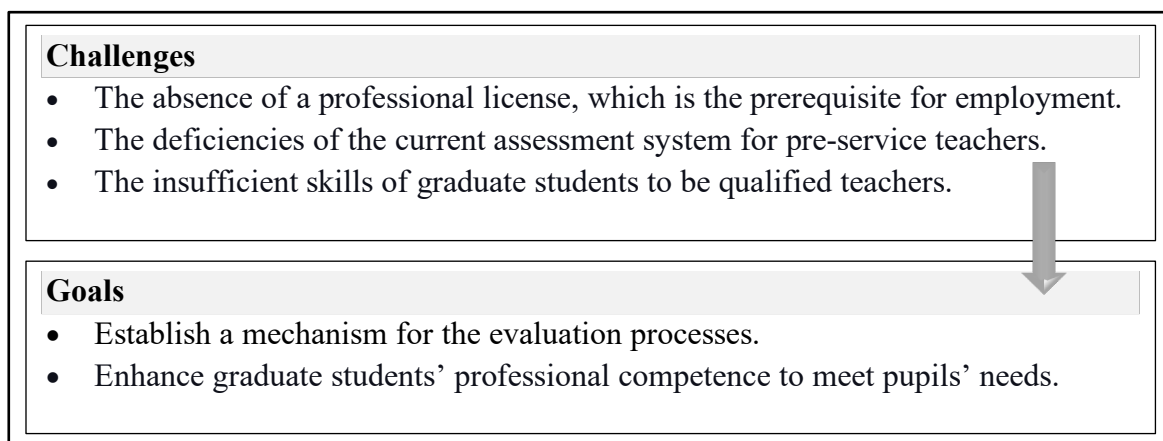 Challenges
• The absence of a professional license, which is the prerequisite for employment.
• The deficiencies of the current assessment system for pre-service teachers.
• The insufficient skills of graduate students to be qualified teachers.
Goals
• Establish a mechanism for the evaluation processes.
• Enhance graduate students’ professional competence to meet pupils’ needs.